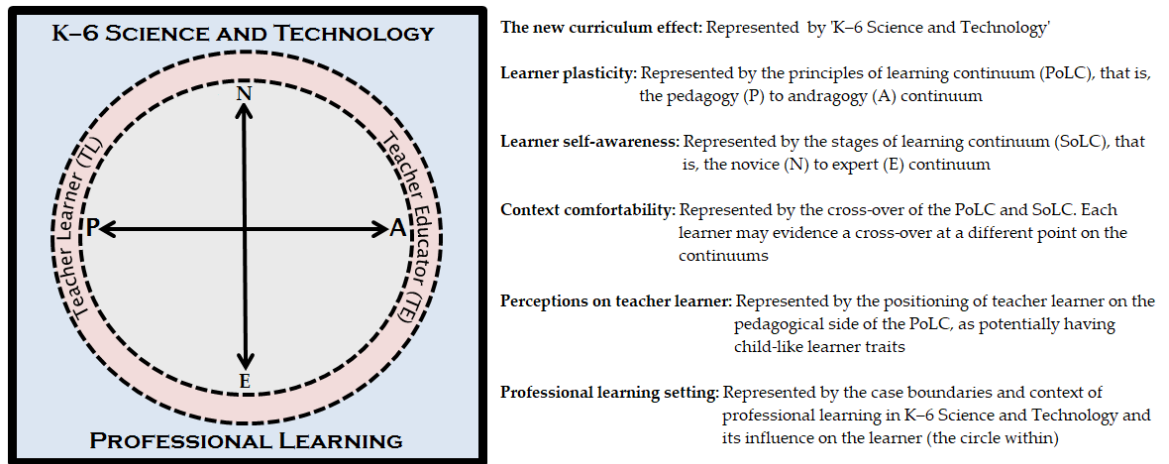 K–6 SCIENCE AND TECHNOLOGY
N
Teacher Learner (TL)
Teacher Educator (TE)
P
A
E
PROFESSIONAL LEARNING
The new curriculum effect: Represented by 'K–6 Science and Technology'
Learner plasticity: Represented by the principles of learning continuum (PoLC), that is,
the pedagogy (P) to andragogy (A) continuum
Learner self-awareness: Represented by the stages of learning continuum (SoLC), that
is, the novice (N) to expert (E) continuum
Context comfortability: Represented by the cross-over of the PoLC and SoLC. Each
learner may evidence a cross-over at a different point on the
continuums
Perceptions on teacher learner: Represented by the positioning of teacher learner on the
pedagogical side of the PoLC, as potentially having
child-like learner traits
Professional learning setting: Represented by the case boundaries and context of
professional learning in K–6 Science and Technology and
its influence on the learner (the circle within)